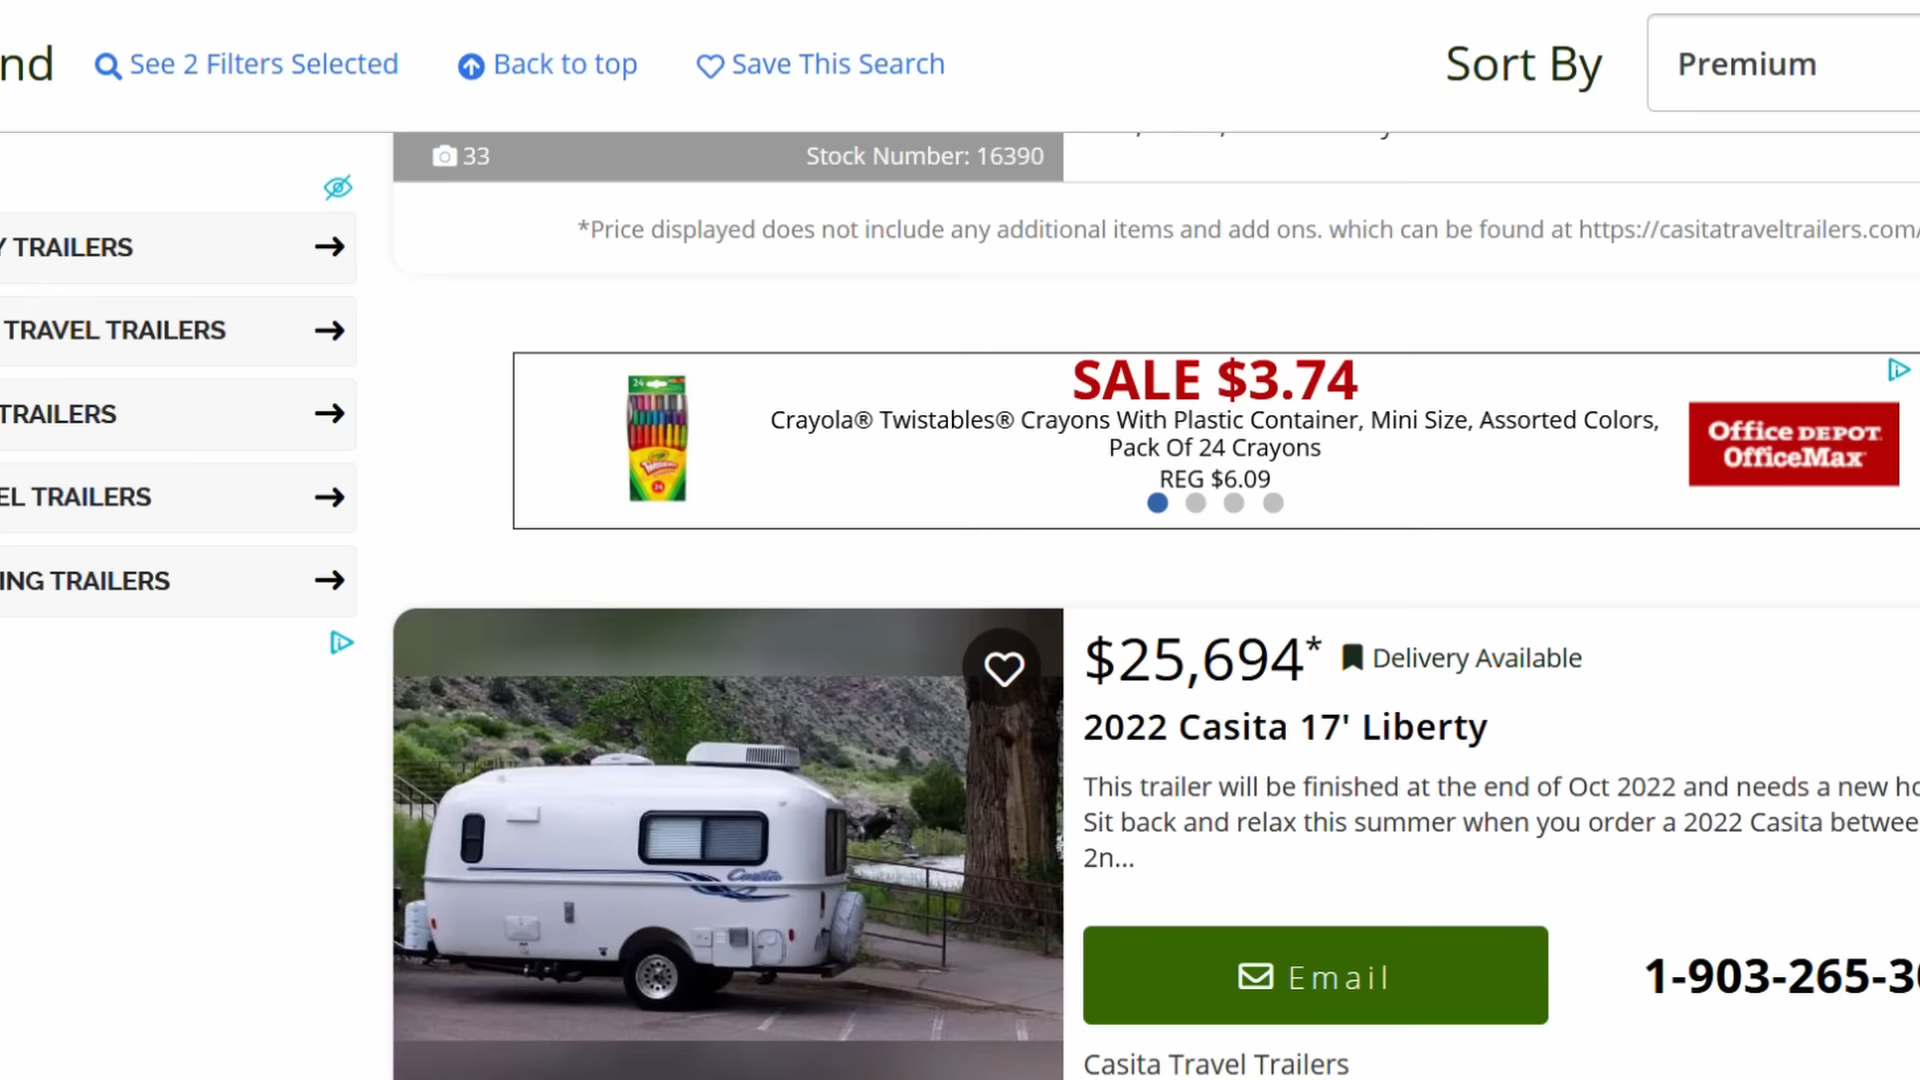 nd
See 2 Filters Selected
Back to top
Save This Search
Sort By
Premium
33
Stock Number: 16390
*Price displayed does not include any additional items and add ons. which can be found at https://casitatraveltrailers.com/
Y TRAILERS
TRAVEL TRAILERS
TRAILERS
EL TRAILERS
ING TRAILERS
SALE $3.74
Crayola® Twistables® Crayons With Plastic Container, Mini Size, Assorted Colors,
Pack Of 24 Crayons
REG $6.09
24
Office DEPOT
OfficeMax
$25,694*
Delivery Available
2022 Casita 17' Liberty
This trailer will be finished at the end of Oct 2022 and needs a new ho
Sit back and relax this summer when you order a 2022 Casita betwee
2n...
Casita
Email
1-903-265-3
Casita Travel Trailers